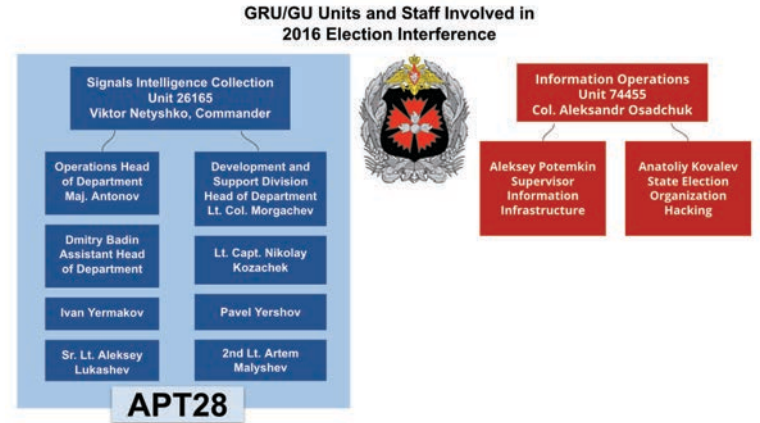 GRU/GU Units and Staff Involved in
2016 Election Interference
Signals Intelligence Collection
Unit 26165
Viktor Netyshko, Commander
Operations Head
of Department
Maj. Antonov
Dmitry Badin
Assistant Head
of Department
Ivan Yermakov
Sr. Lt. Aleksey
Lukashev
Development and
Support Division
Head of Department
Lt. Col. Morgachev
Lt. Capt. Nikolay
Kozachek
Pavel Yershov
2nd Lt. Artem
Malyshev
APT28
Information Operations
Unit 74455
Col. Aleksandr Osadchuk
Aleksey Potemkin
Supervisor
Information
Infrastructure
Anatoliy Kovalev
State Election
Organization
Hacking